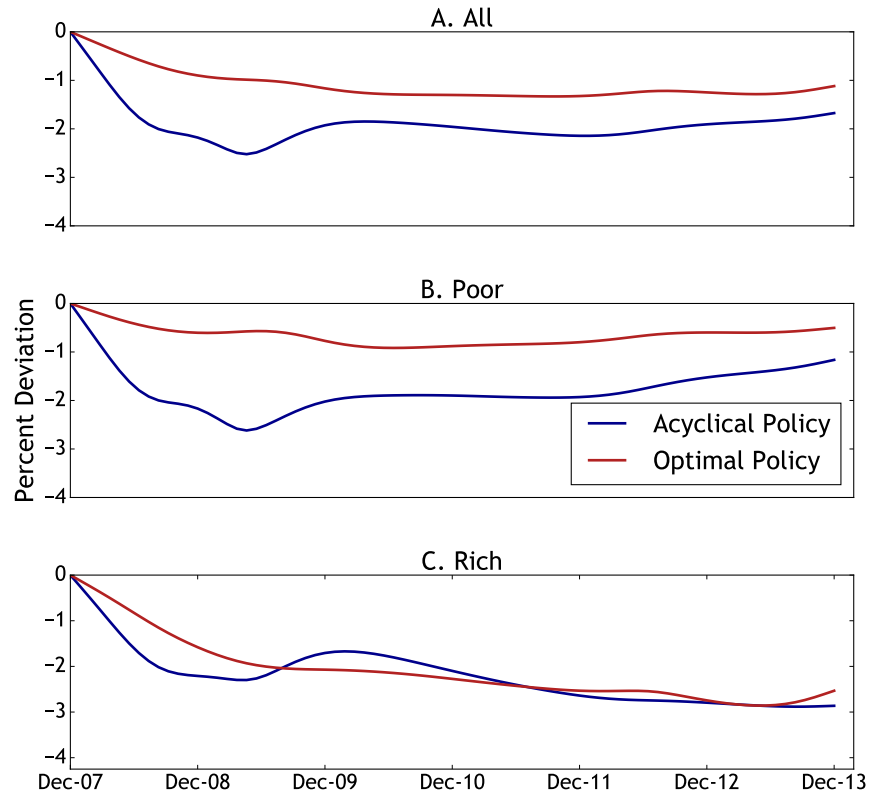 A. All
0
−1
−2
−3
−4
B. Poor
0
−1
−2
−3
−4
Percent Deviation
Acyclical Policy
Optimal Policy
C. Rich
0
−1
−2
−3
−4
Dec-07 Dec-08 Dec-09 Dec-10 Dec-11 Dec-12 Dec-13